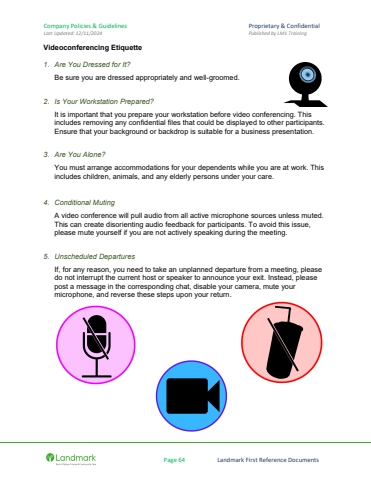 Company Policies & Guidelines
Proprietary & Confidential
Last Updated: 12/11/2024
Published by LMS Training
Videoconferencing Etiquette
1. Are You Dressed for It?
Be sure you are dressed appropriately and well-groomed.
2. Is Your Workstation Prepared?
It is important that you prepare your workstation before video conferencing. This
includes removing any confidential files that could be displayed to other participants.
Ensure that your background or backdrop is suitable for a business presentation.
3. Are You Alone?
You must arrange accommodations for your dependents while you are at work. This
includes children, animals, and any elderly persons under your care.
4. Conditional Muting
A video conference will pull audio from all active microphone sources unless muted.
This can create disorienting audio feedback for participants. To avoid this issue,
please mute yourself if you are not actively speaking during the meeting.
5. Unscheduled Departures
If, for any reason, you need to take an unplanned departure from a meeting, please
do not interrupt the current host or speaker to announce your exit. Instead, please
post a message in the corresponding chat, disable your camera, mute your
microphone, and reverse these steps upon your return.
Landmark
Page 64
Landmark First Reference Documents